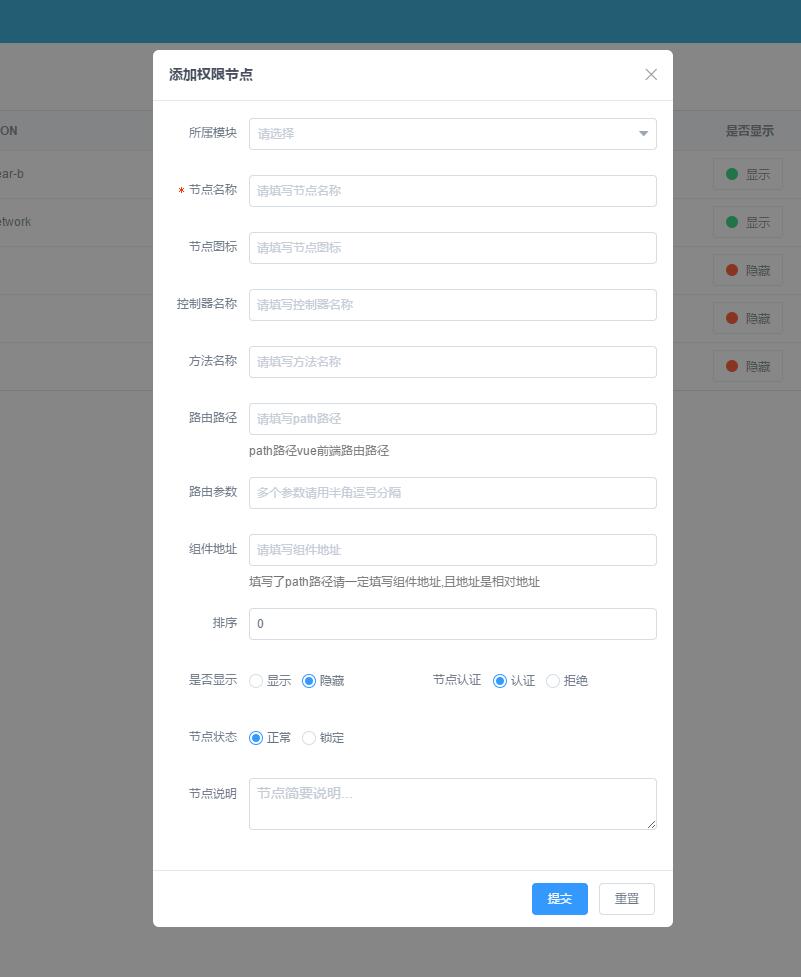 添加权限节点
ON
是否显示
所属模块
请选择
ear-b
显示
* 节点名称
请填写节点名称
etwork
显示
节点图标
请填写节点图标
隐藏
控制器名称
请填写控制器名称
隐藏
方法名称
请填写方法名称
隐藏
路由路径
请填写path路径
path路径vue前端路由路径
路由参数
多个参数请用半角逗号分隔
组件地址
请填写组件地址
填写了path路径请一定填写组件地址,且地址是相对地址
排序
0
是否显示 显示 隐藏 节点认证 认证 拒绝
节点状态 正常 锁定
节点说明
节点简要说明...
提交 重置